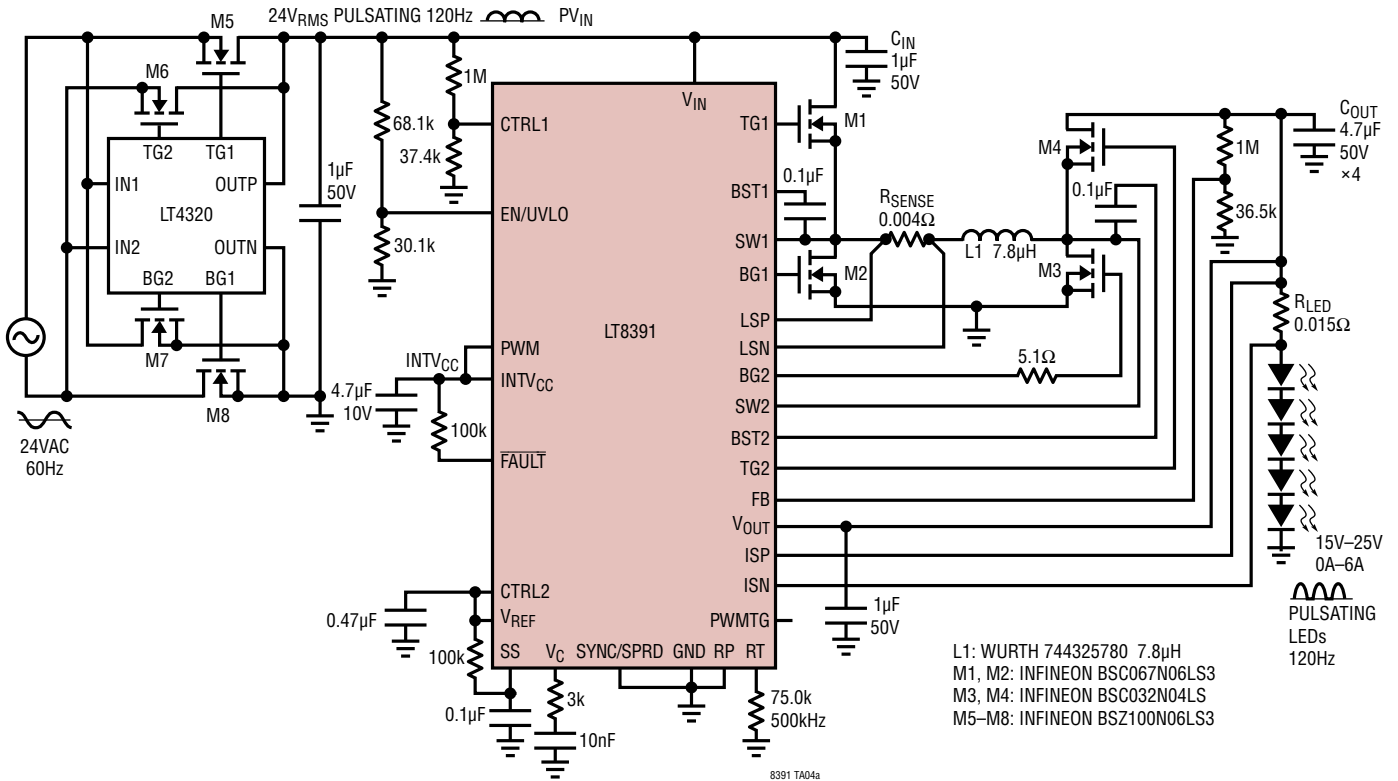 24VRMS PULSATING 120Hz PVIN
M5
M6
TG2 TG1
IN1 OUTP
LT4320
IN2 OUTN
BG2 BG1
M7
M8
24VAC
60Hz
1µF
50V
68.1k
30.1k
1M
37.4k
INTVCC
4.7µF
10V
100k
0.47µF
100k
0.1µF
3k
10nF
75.0k
500kHz
VIN
CTRL1
EN/UVLO
PWM
INTVCC
FAULT
CTRL2
VREF
SS VC SYNC/SPRD GND RP RT
LT8391
TG1
BST1
SW1
BG1
LSP
LSN
BG2
SW2
BST2
TG2
FB
VOUT
ISP
ISN
PWMTG
CIN
1µF
50V
M1
0.1µF
M2
RSENSE
0.004Ω
L1 7.8µH
M4
0.1µF
M3
5.1Ω
1M
36.5k
COUT
4.7µF
50V
×4
RLED
0.015Ω
15V–25V
0A–6A
PULSATING
LEDs
120Hz
1µF
50V
L1: WURTH 744325780 7.8µH
M1, M2: INFINEON BSC067N06LS3
M3, M4: INFINEON BSC032N04LS
M5–M8: INFINEON BSZ100N06LS3
8391 TA04a